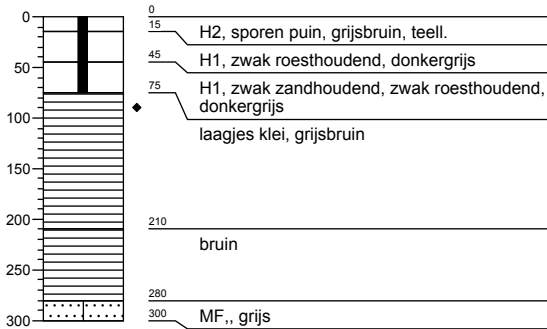 0
50
100
150
200
250
300
0
15
H2, sporen puin, grijsbruin, teell.
45
H1, zwak roesthoudend, donkergrijs
75
H1, zwak zandhoudend, zwak roesthoudend,
donkergrijs
laagjes klei, grijsbruin
210
bruin
280
300
MF,, grijs